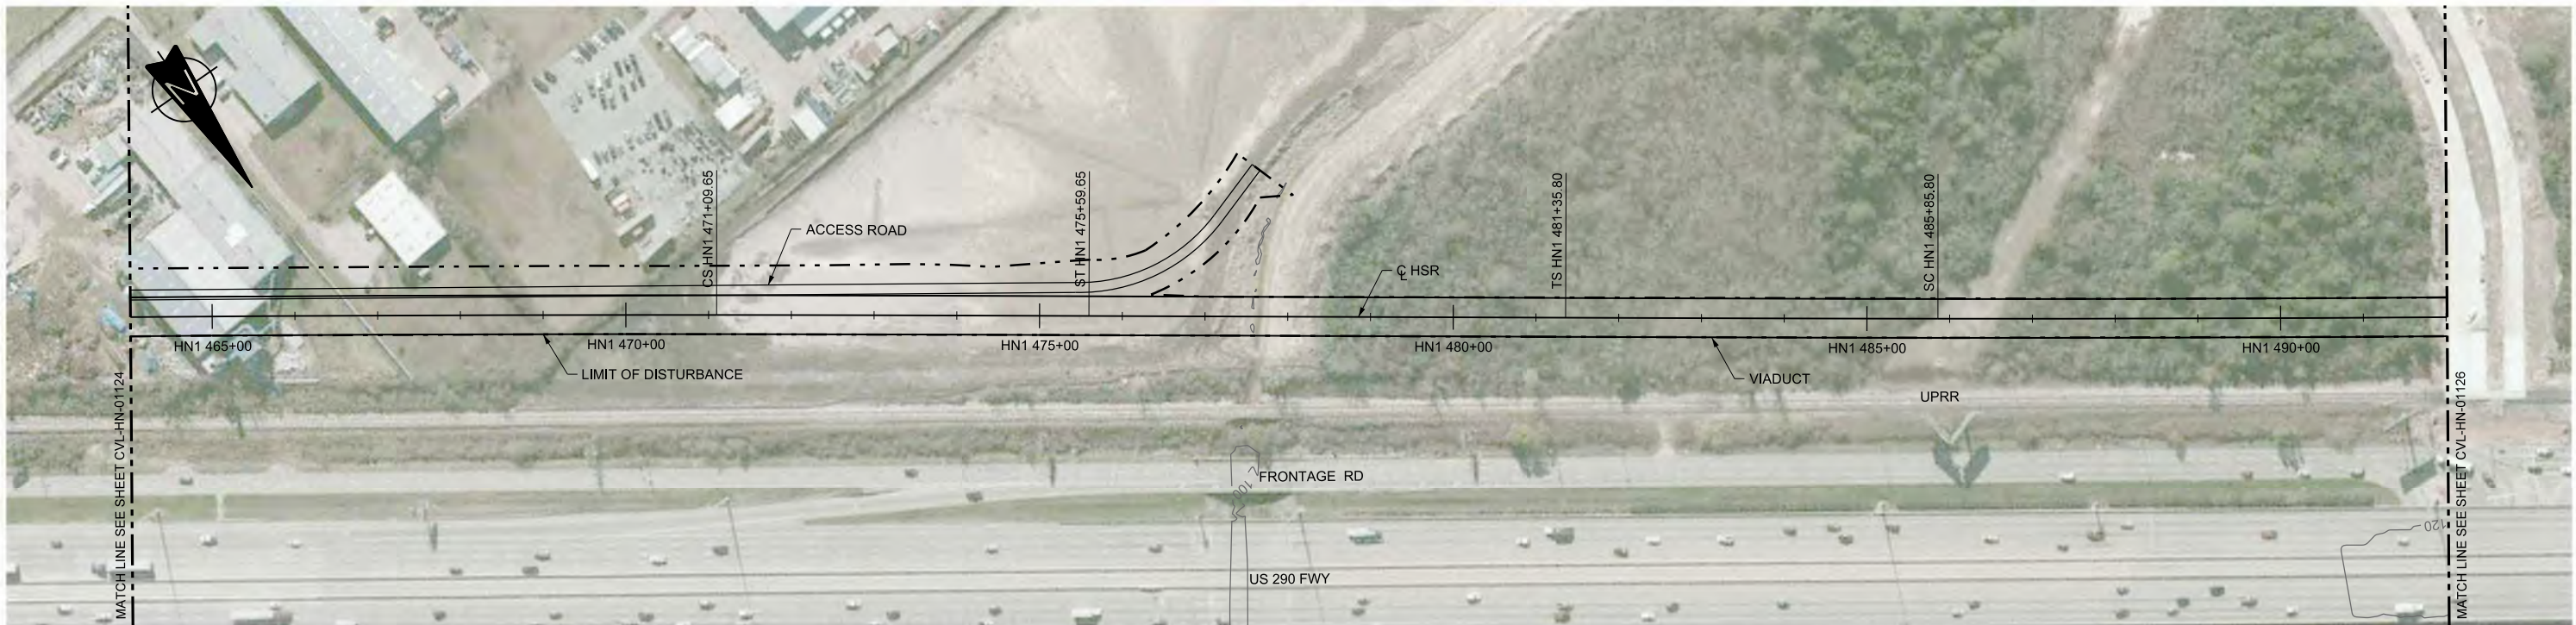 N
CS HN1 471+09.65
ST HN1 475+59.65
TS HN1 481+35.80
SC HN1 485+85.80
ACCESS ROAD
℄ HSR
HN1 465+00
HN1 470+00
HN1 475+00
HN1 480+00
HN1 485+00
HN1 490+00
LIMIT OF DISTURBANCE
VIADUCT
UPRR
MATCH LINE SEE SHEET CVL-HN-01124
MATCH LINE SEE SHEET CVL-HN-01126
FRONTAGE RD
100
120
US 290 FWY